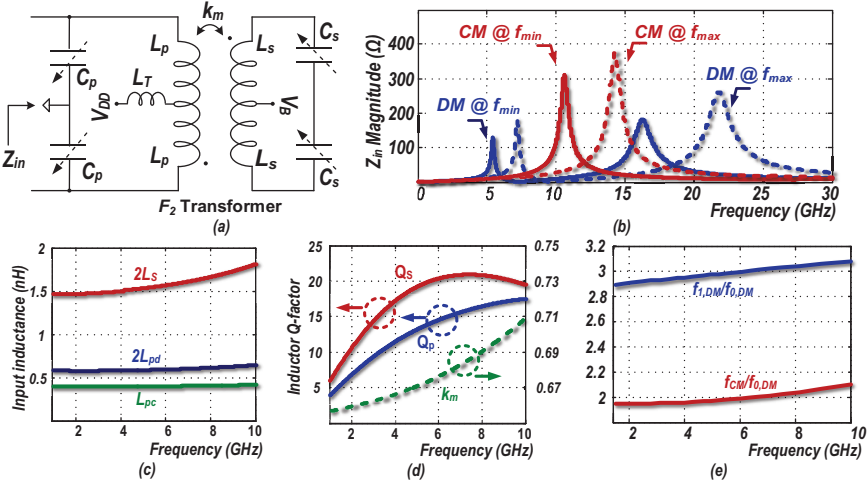 k_m
L_p
L_s
C_s
C_p
L_T
V_DD
V_B
Z_in
C_p
L_p
L_s
C_s
F_2 Transformer
(a)
Z_in Magnitude (Ω)
400
300
200
100
CM @ f_min
CM @ f_max
DM @ f_min
DM @ f_max
0
5
10
15
20
25
30
Frequency (GHz)
(b)
Input inductance (nH)
2
1.5
1
0.5
2L_S
2L_pd
L_pc
2
4
6
8
10
Frequency (GHz)
(c)
Inductor Q-factor
25
20
15
10
5
Q_S
Q_p
k_m
0.75
0.73
0.71
0.69
0.67
2
4
6
8
10
Frequency (GHz)
(d)
3.2
3
2.8
2.6
2.4
2.2
2
f_1,DM/f_0,DM
f_CM/f_0,DM
2
4
6
8
10
Frequency (GHz)
(e)